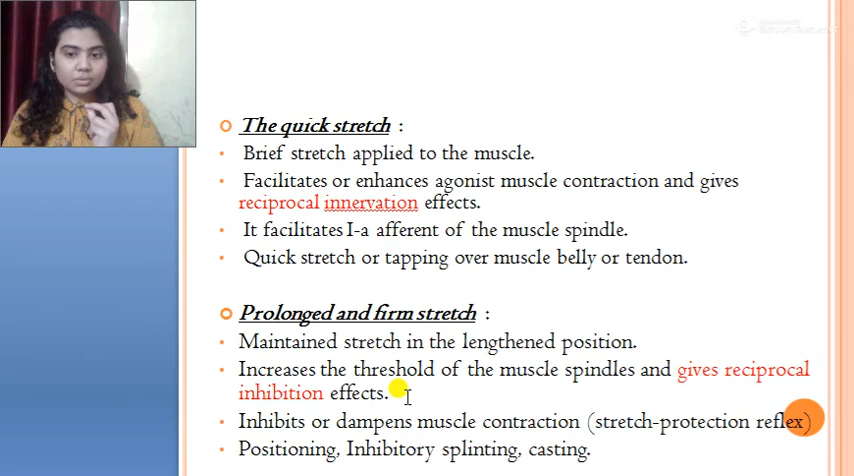 The quick stretch :
Brief stretch applied to the muscle.
Facilitates or enhances agonist muscle contraction and gives
reciprocal innervation effects.
It facilitates I-a afferent of the muscle spindle.
Quick stretch or tapping over muscle belly or tendon.
Prolonged and firm stretch :
Maintained stretch in the lengthened position.
Increases the threshold of the muscle spindles and gives reciprocal
inhibition effects.
Inhibits or dampens muscle contraction (stretch-protection reflex)
Positioning, Inhibitory splinting, casting.